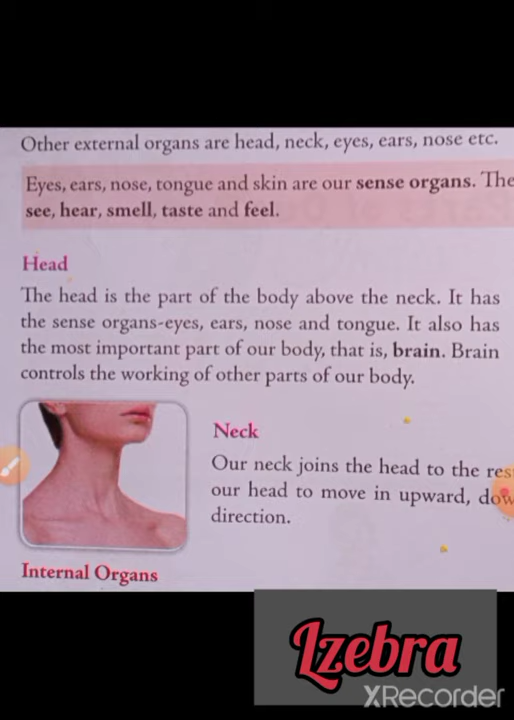 Other external organs are head, neck, eyes, ears, nose etc.
Eyes, ears, nose, tongue and skin are our sense organs. The
see, hear, smell, taste and feel.
Head
The head is the part of the body above the neck. It has
the sense organs-eyes, ears, nose and tongue. It also has
the most important part of our body, that is, brain. Brain
controls the working of other parts of our body.
Neck
Our neck joins the head to the
our head to move in upward,
direction.
Internal Organs
Lzebra
XRecorder